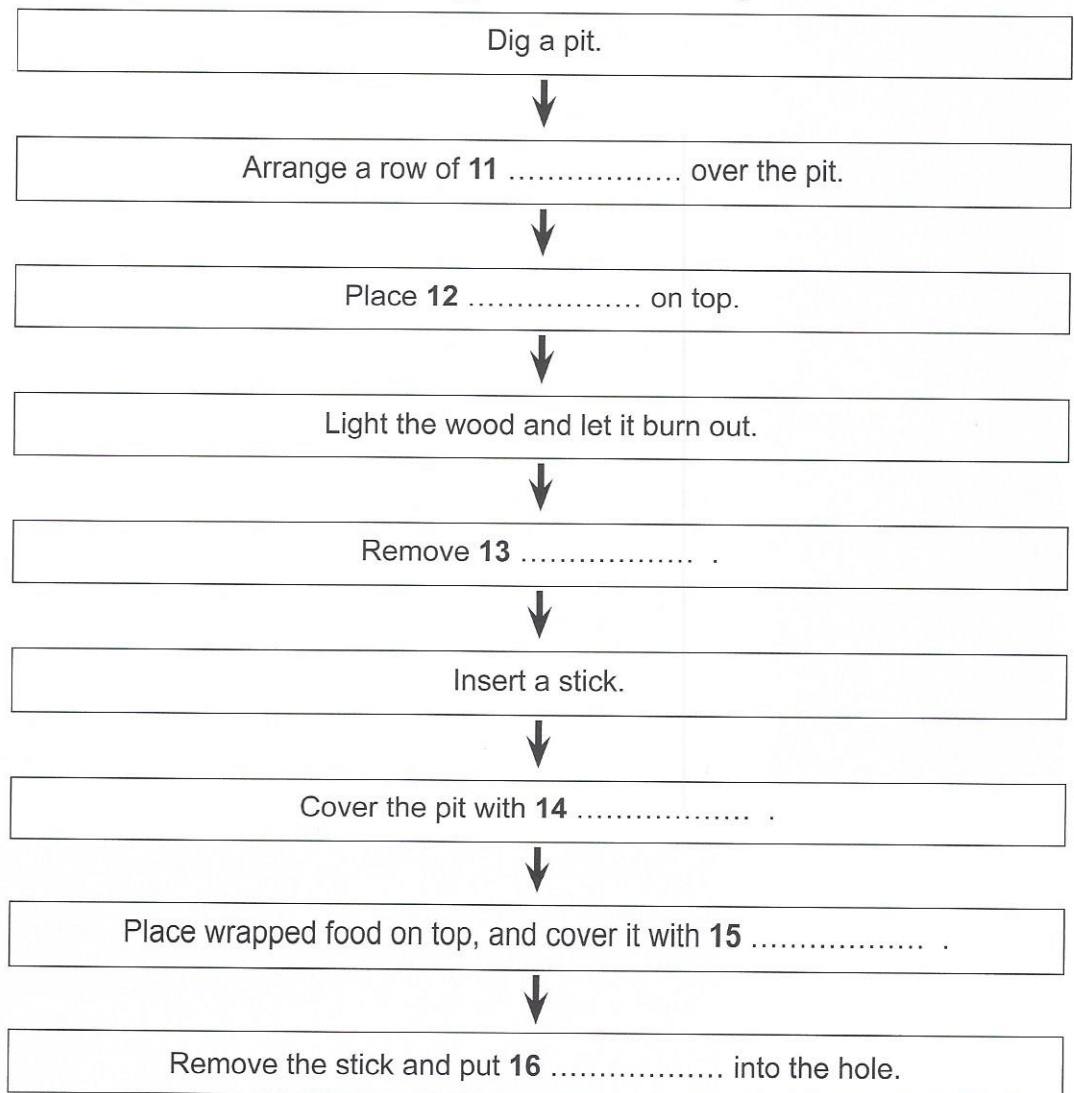 Dig a pit.
Arrange a row of 11 .................. over the pit.
Place 12 .................. on top.
Light the wood and let it burn out.
Remove 13 .................. .
Insert a stick.
Cover the pit with 14 .................. .
Place wrapped food on top, and cover it with 15 .................. .
Remove the stick and put 16 .................. into the hole.